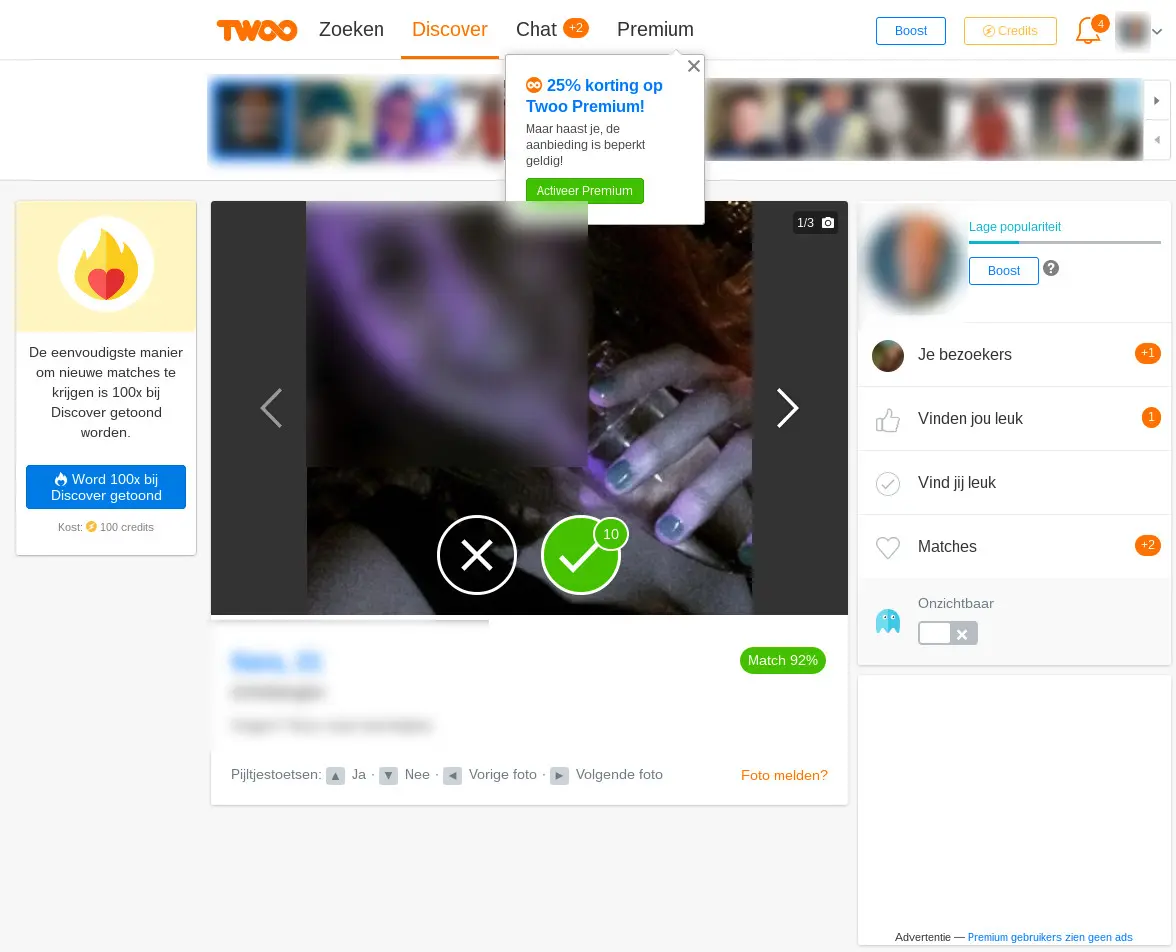 TWOO
Zoeken
Discover
Chat
+2
Premium
Boost
Credits
4
25% korting op
Twoo Premium!
Maar haast je, de
aanbieding is beperkt
geldig!
Activeer Premium
De eenvoudigste manier
om nieuwe matches te
krijgen is 100x bij
Discover getoond
worden.
Word 100x bij
Discover getoond
Kost: 100 credits
1/3
10
Match 92%
Pijltjestoetsen: ▲ Ja · ▼ Nee · ◄ Vorige foto · ► Volgende foto
Foto melden?
Lage populariteit
Boost
?
Je bezoekers
+1
Vinden jou leuk
1
Vind jij leuk
Matches
+2
Onzichtbaar
Advertentie — Premium gebruikers zien geen ads